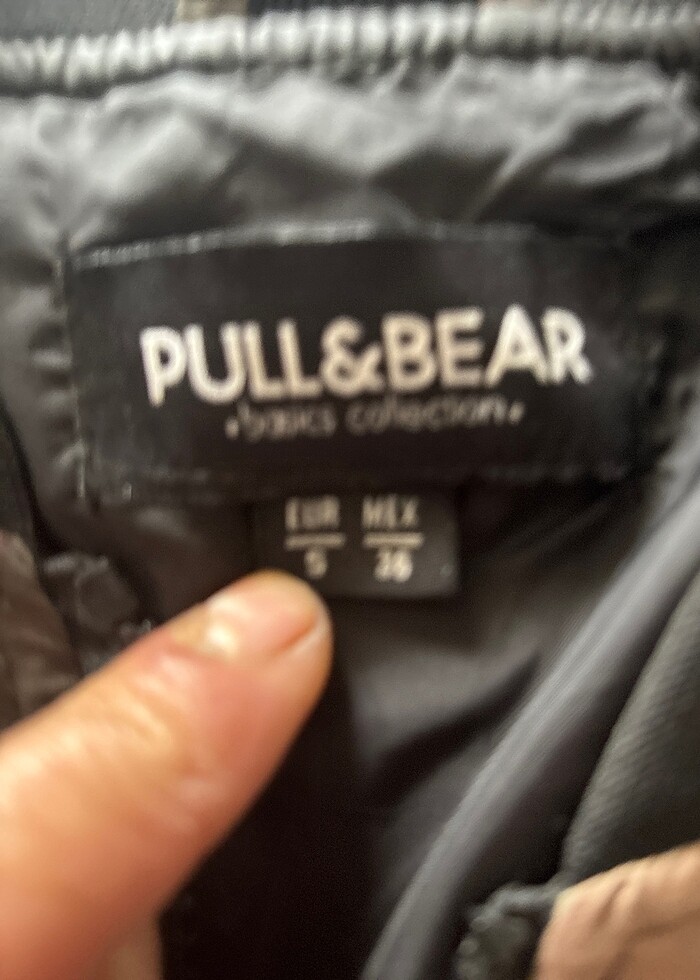 PULL&BEAR
•basics collection•
EUR MEX
S 26